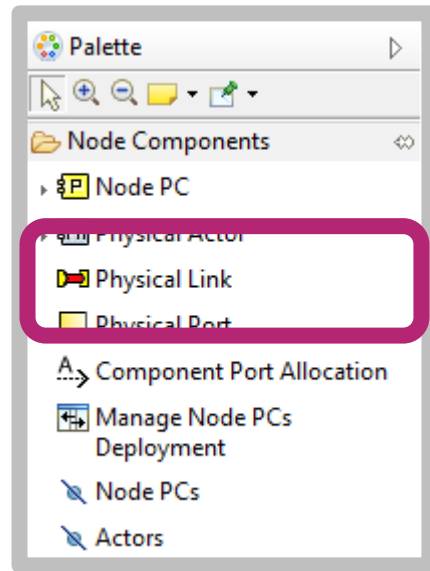 Palette
Node Components
P Node PC
Physical Actor
Physical Link
Physical Port
A Component Port Allocation
Manage Node PCs
Deployment
Node PCs
Actors